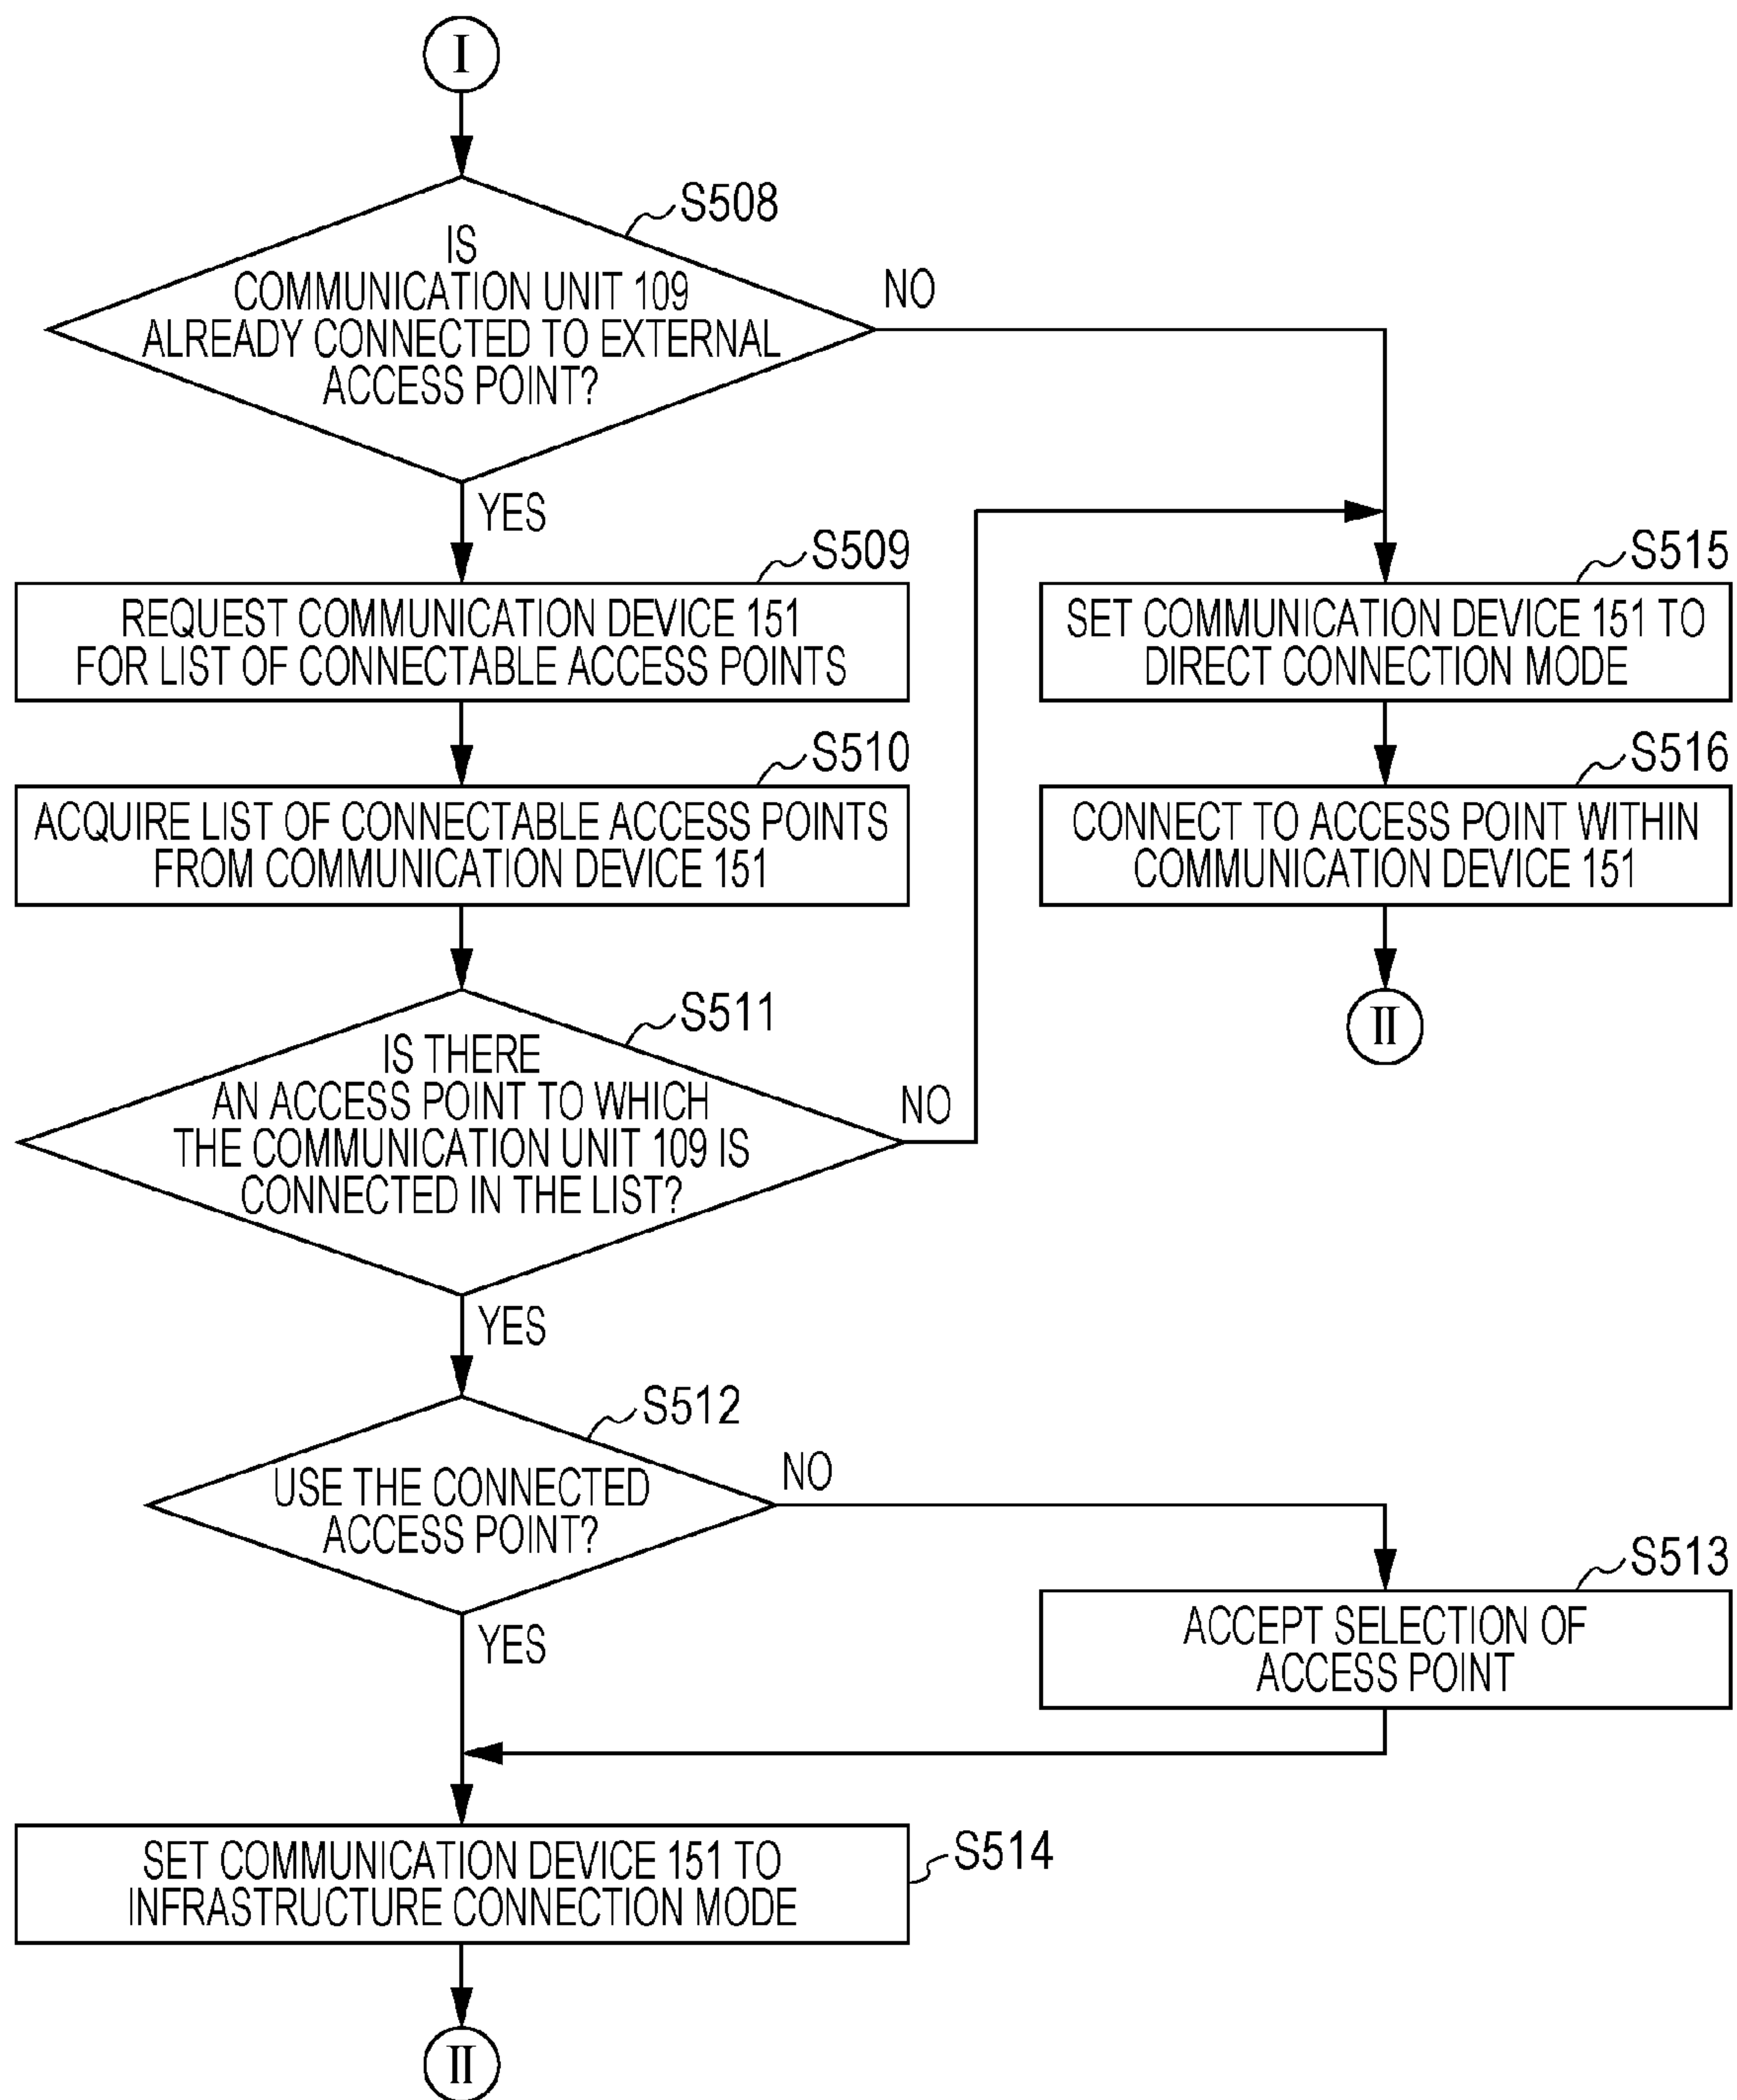 I
S508
IS
COMMUNICATION UNIT 109
ALREADY CONNECTED TO EXTERNAL
ACCESS POINT?
NO
YES
S509
REQUEST COMMUNICATION DEVICE 151
FOR LIST OF CONNECTABLE ACCESS POINTS
S515
SET COMMUNICATION DEVICE 151 TO
DIRECT CONNECTION MODE
S510
ACQUIRE LIST OF CONNECTABLE ACCESS POINTS
FROM COMMUNICATION DEVICE 151
S516
CONNECT TO ACCESS POINT WITHIN
COMMUNICATION DEVICE 151
II
S511
IS THERE
AN ACCESS POINT TO WHICH
THE COMMUNICATION UNIT 109 IS
CONNECTED IN THE LIST?
NO
YES
S512
USE THE CONNECTED
ACCESS POINT?
NO
YES
S513
ACCEPT SELECTION OF
ACCESS POINT
S514
SET COMMUNICATION DEVICE 151 TO
INFRASTRUCTURE CONNECTION MODE
II